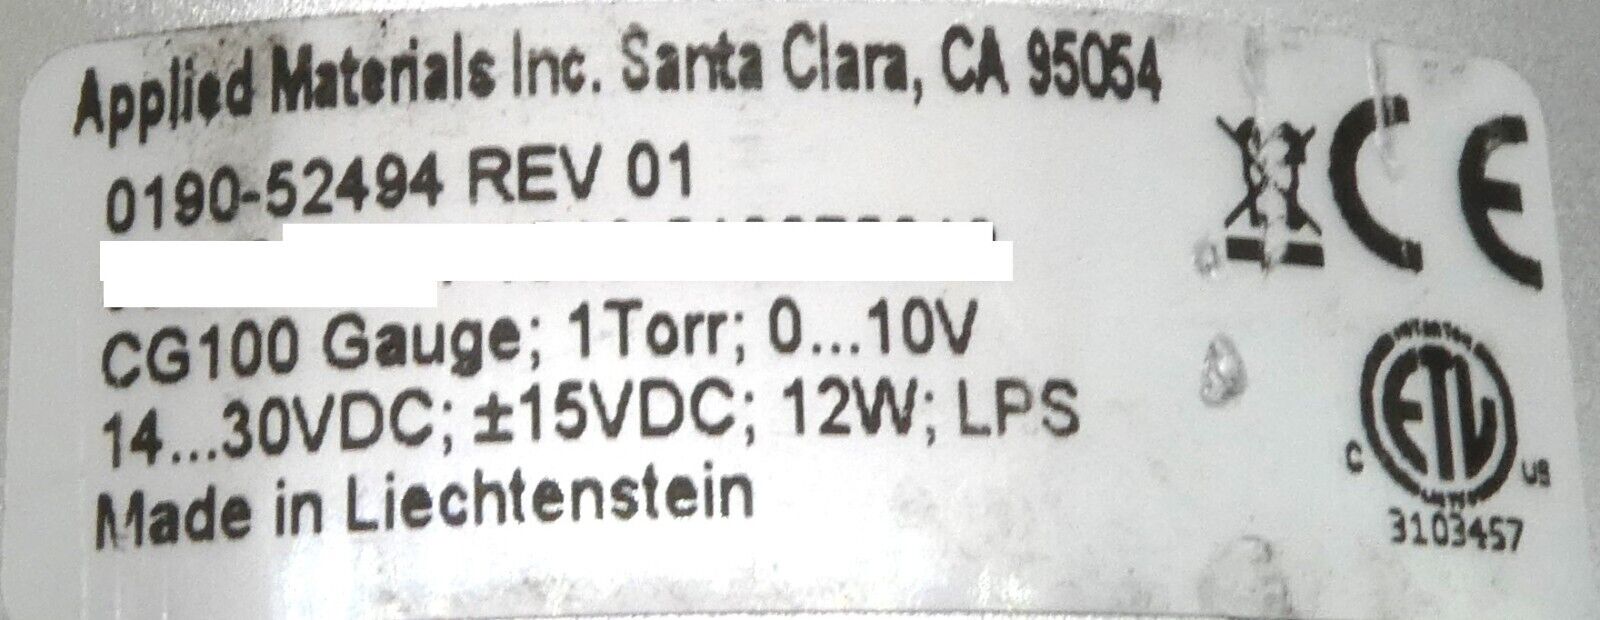 Applied Materials Inc. Santa Clara, CA 95054
0190-52494 REV 01
CG100 Gauge; 1Torr; 0...10V
14...30VDC; ±15VDC; 12W; LPS
Made in Liechtenstein
CE
ETL
C
US
3103457